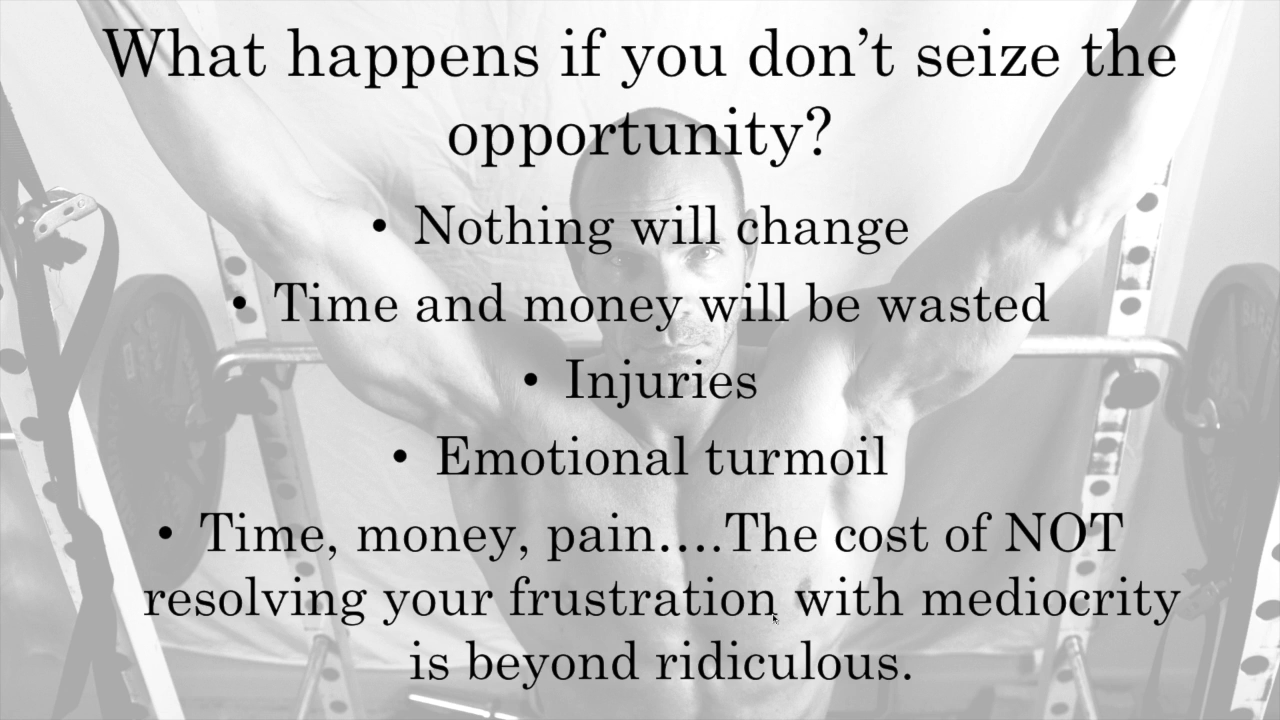 What happens if you don’t seize the
opportunity?
• Nothing will change
• Time and money will be wasted
• Injuries
• Emotional turmoil
• Time, money, pain....The cost of NOT
resolving your frustration with mediocrity
is beyond ridiculous.